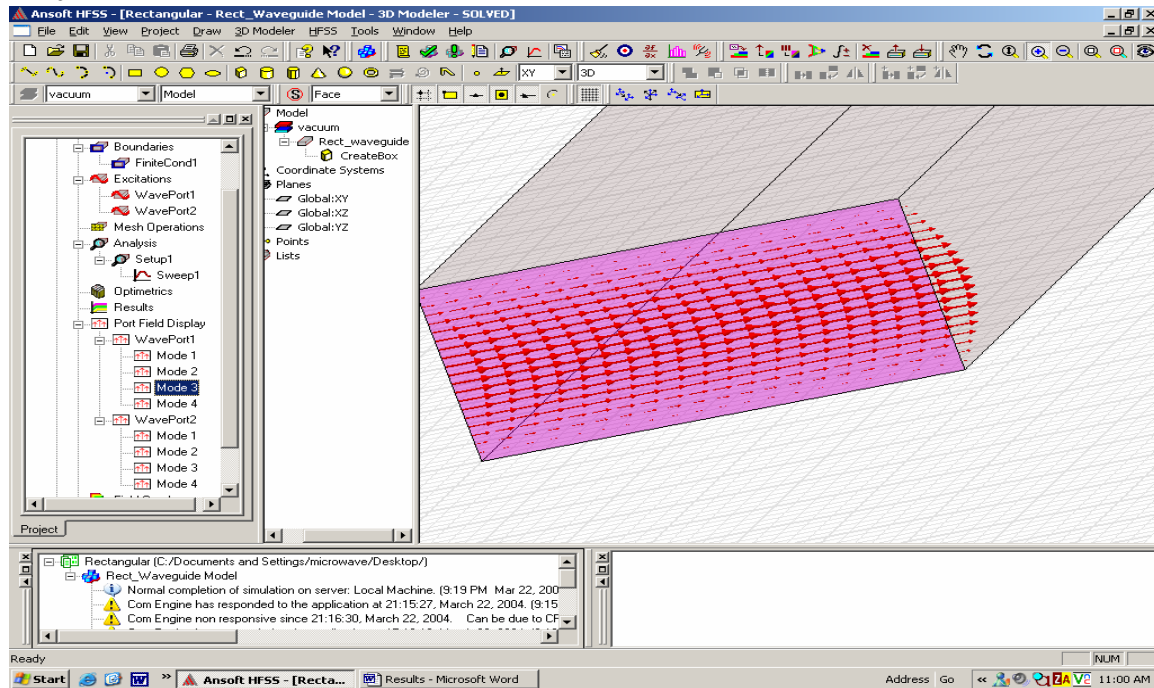 Ansoft HFSS - [Rectangular - Rect_Waveguide Model - 3D Modeler - SOLVED]
File Edit View Project Draw 3D Modeler HFSS Tools Window Help
XY 3D
vacuum Model Face
Boundaries
FiniteCond1
Excitations
WavePort1
WavePort2
Mesh Operations
Analysis
Setup1
Sweep1
Optimetrics
Results
Port Field Display
WavePort1
Mode 1
Mode 2
Mode 3
Mode 4
WavePort2
Mode 1
Mode 2
Mode 3
Mode 4
Project
Model
vacuum
Rect_waveguide
CreateBox
Coordinate Systems
Planes
Global:XY
Global:XZ
Global:YZ
Points
Lists
Rectangular (C:/Documents and Settings/microwave/Desktop/)
Rect_Waveguide Model
Normal completion of simulation on server: Local Machine. (9:19 PM Mar 22, 200
Com Engine has responded to the application at 21:15:27, March 22, 2004. (9:15
Com Engine non responsive since 21:16:30, March 22, 2004. Can be due to CF
Ready
NUM
Start » Ansoft HFSS - [Recta... Results - Microsoft Word Address Go « 11:00 AM